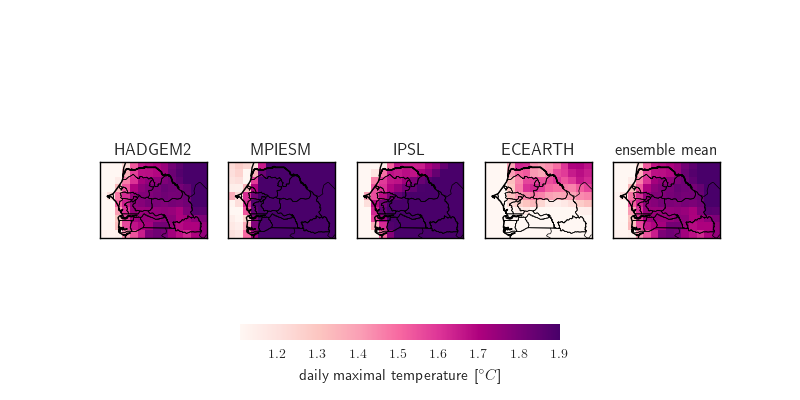 HADGEM2 MPIESM IPSL ECEARTH ensemble mean
1.2 1.3 1.4 1.5 1.6 1.7 1.8 1.9
daily maximal temperature [°C]